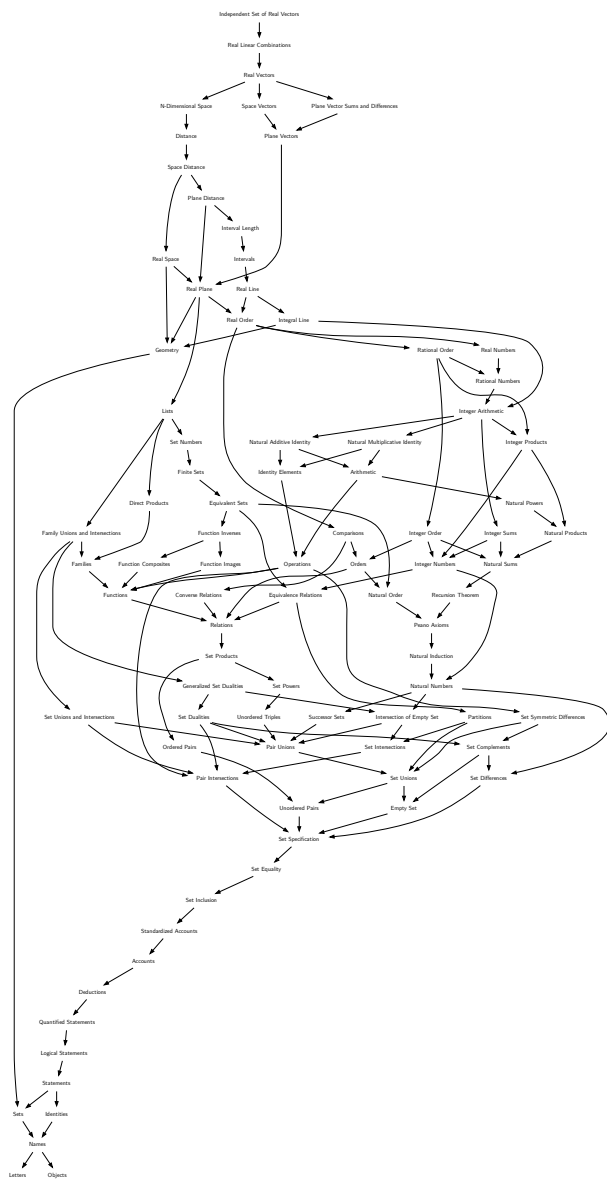 Independent Set of Real Vectors
Real Linear Combinations
Real Vectors
N-Dimensional Space
Space Vectors
Plane Vector Sums and Differences
Distance
Plane Vectors
Space Distance
Plane Distance
Interval Length
Real Space
Intervals
Real Plane
Real Line
Real Order
Integral Line
Geometry
Rational Order
Real Numbers
Rational Numbers
Lists
Integer Arithmetic
Set Numbers
Natural Additive Identity
Natural Multiplicative Identity
Integer Products
Finite Sets
Identity Elements
Arithmetic
Direct Products
Equivalent Sets
Natural Powers
Family Unions and Intersections
Function Inverses
Comparisons
Integer Order
Integer Sums
Natural Products
Families
Function Composites
Function Images
Operations
Orders
Integer Numbers
Natural Sums
Functions
Converse Relations
Equivalence Relations
Natural Order
Recursion Theorem
Relations
Peano Axioms
Set Products
Natural Induction
Generalized Set Dualities
Set Powers
Natural Numbers
Set Unions and Intersections
Set Dualities
Unordered Triples
Successor Sets
Intersection of Empty Set
Partitions
Set Symmetric Differences
Ordered Pairs
Pair Unions
Set Intersections
Set Complements
Pair Intersections
Set Unions
Set Differences
Unordered Pairs
Empty Set
Set Specification
Set Equality
Set Inclusion
Standardized Accounts
Accounts
Deductions
Quantified Statements
Logical Statements
Statements
Sets
Identities
Names
Letters
Objects